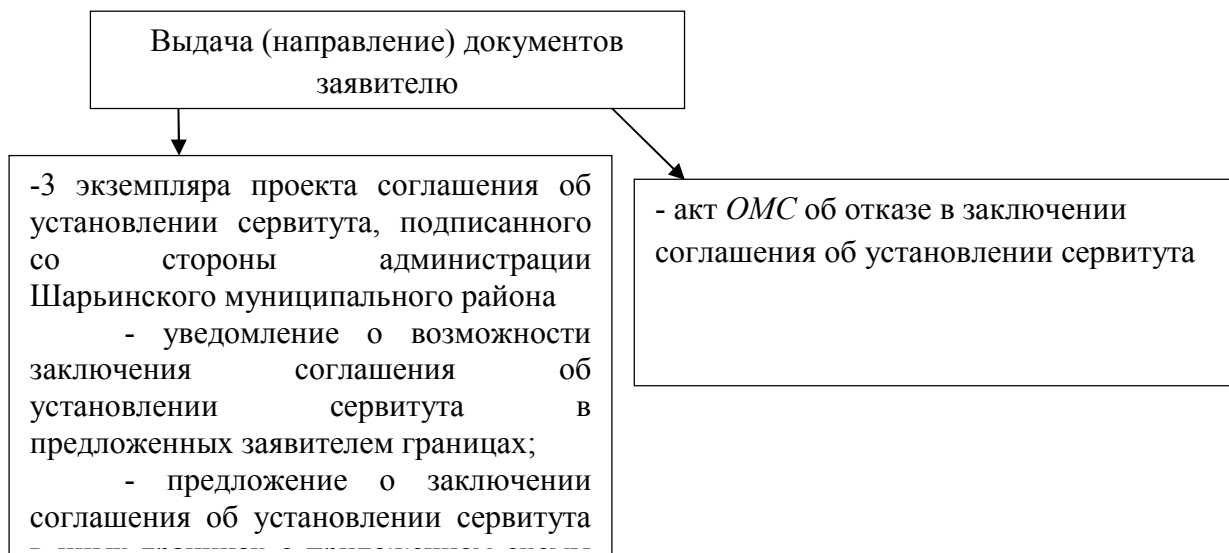 Выдача (направление) документов
заявителю
-3 экземпляра проекта соглашения об
установлении сервитута, подписанного
со стороны администрации
Шарьинского муниципального района
- уведомление о возможности
заключения соглашения об
установлении сервитута в
предложенных заявителем границах;
- предложение о заключении
соглашения об установлении сервитута
- акт ОМС об отказе в заключении
соглашения об установлении сервитута